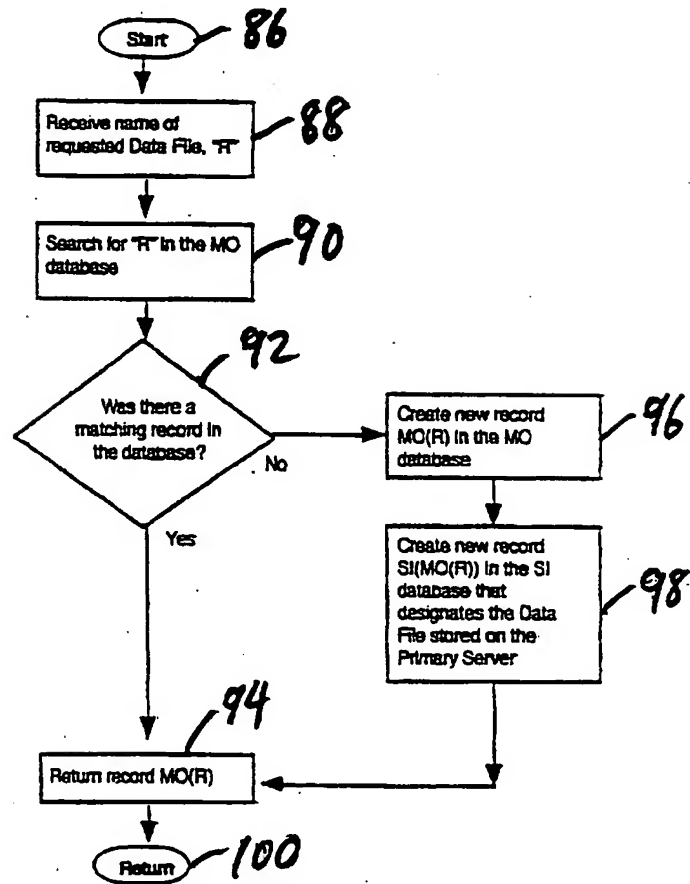 Start
86
Receive name of
requested Data File, "R"
88
Search for "R" in the MO
database
90
92
Was there a
matching record in
the database?
No
Yes
Create new record
MO(R) in the MO
database
96
Create new record
SI(MO(R)) in the SI
database that
designates the Data
File stored on the
Primary Server
98
94
Return record MO(R)
Return
100